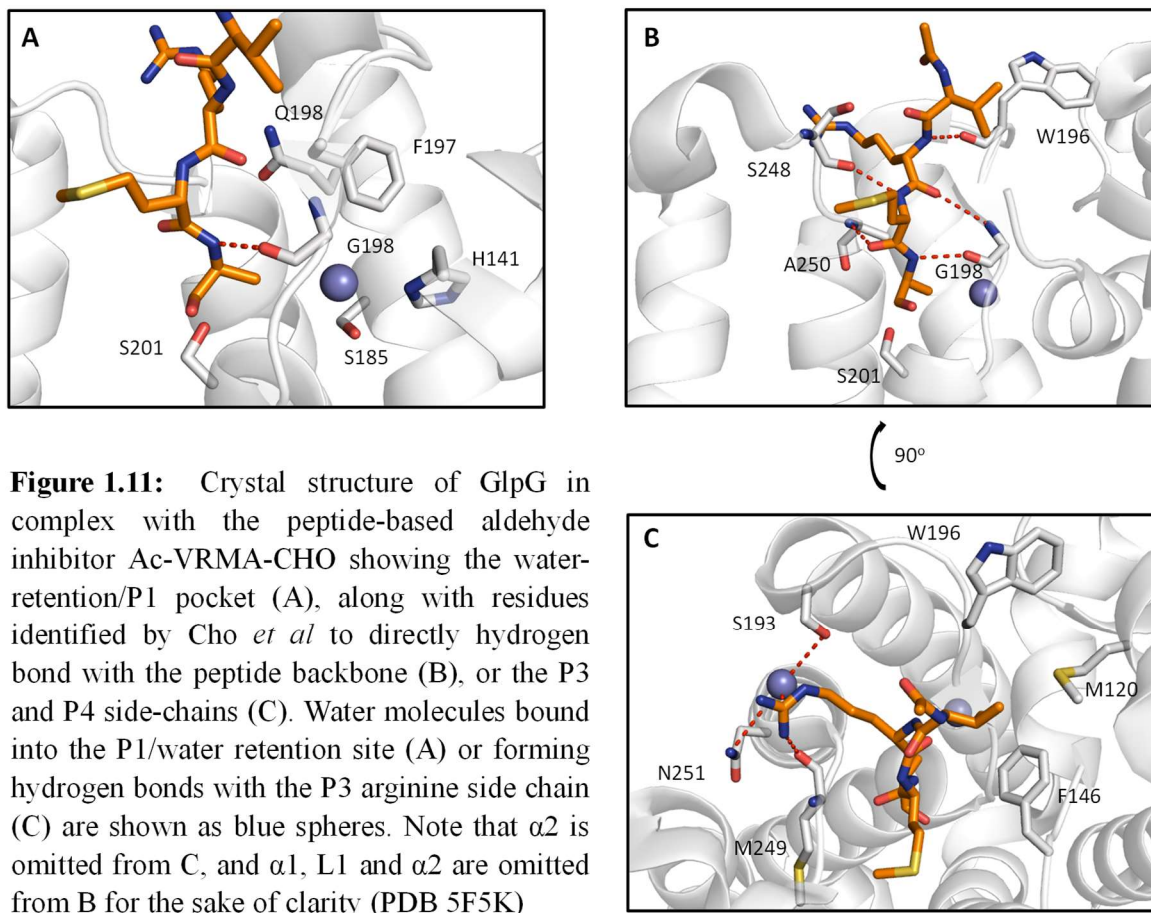 A
Q198
F197
G198
H141
S201
S185
B
W196
S248
A250
G198
S201
90°
Figure 1.11: Crystal structure of GlpG in
complex with the peptide-based aldehyde
inhibitor Ac-VRMA-CHO showing the water-
retention/P1 pocket (A), along with residues
identified by Cho et al to directly hydrogen
bond with the peptide backbone (B), or the P3
and P4 side-chains (C). Water molecules bound
into the P1/water retention site (A) or forming
hydrogen bonds with the P3 arginine side chain
(C) are shown as blue spheres. Note that α2 is
omitted from C, and α1, L1 and α2 are omitted
from B for the sake of clarity (PDB 5F5K)
C
W196
S193
M120
N251
F146
M249